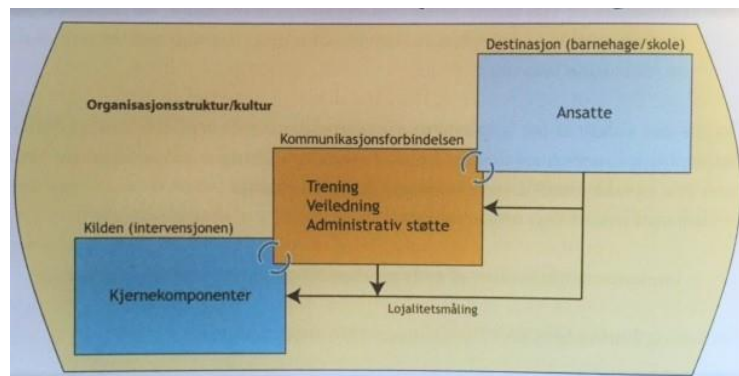 Destinasjon (barnehage/skole)
Organisasjonsstruktur/kultur
Ansatte
Kommunikasjonsforbindelsen
Trening
Veiledning
Administrativ støtte
Kilden (intervensjonen)
Kjernekomponenter
Lojalitetsmåling